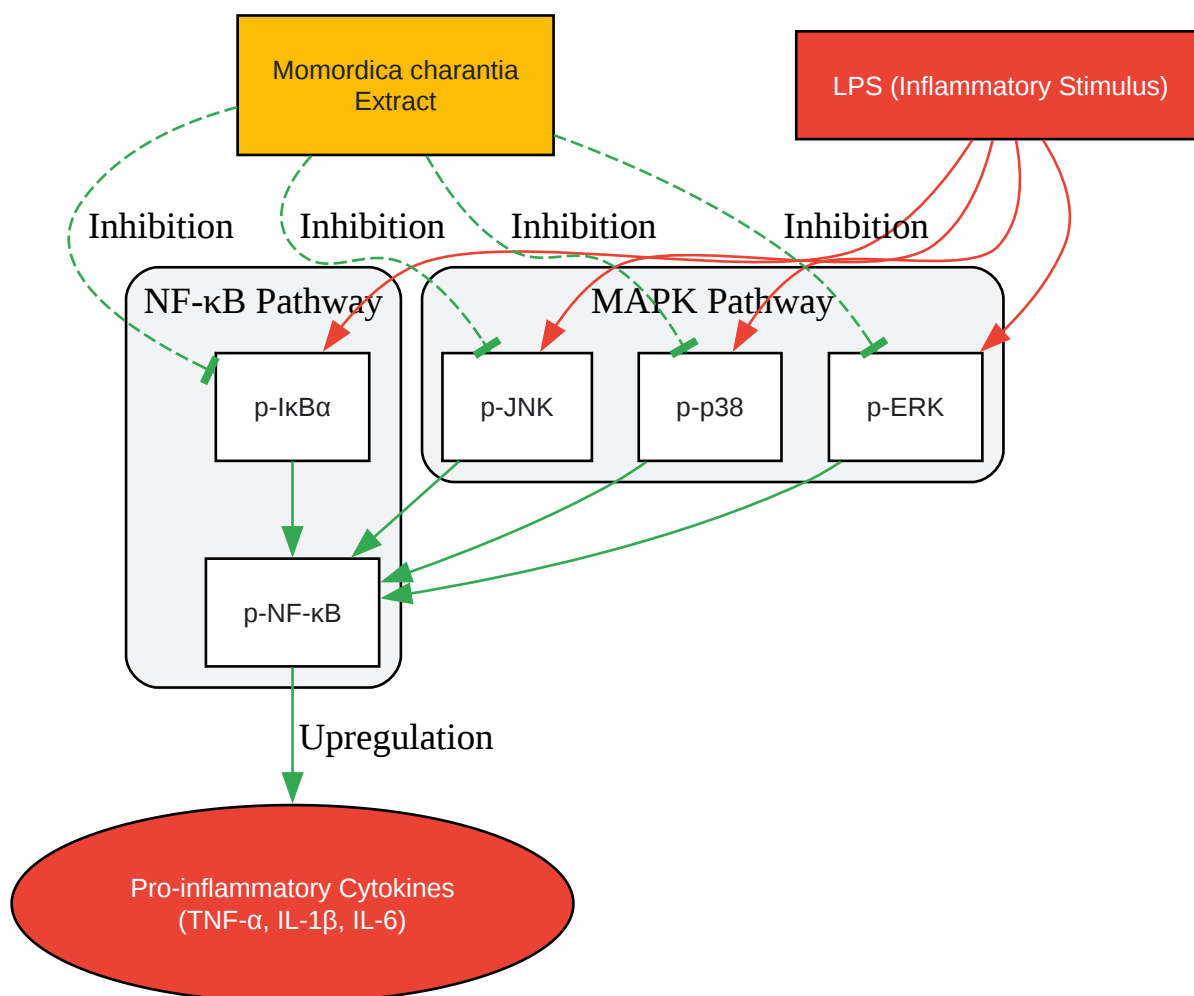 Momordica charantia
Extract
LPS (Inflammatory Stimulus)
Inhibition
Inhibition
Inhibition
Inhibition
NF-κB Pathway
MAPK Pathway
p-IκBα
p-JNK
p-p38
p-ERK
p-NF-κB
Upregulation
Pro-inflammatory Cytokines
(TNF-α, IL-1β, IL-6)